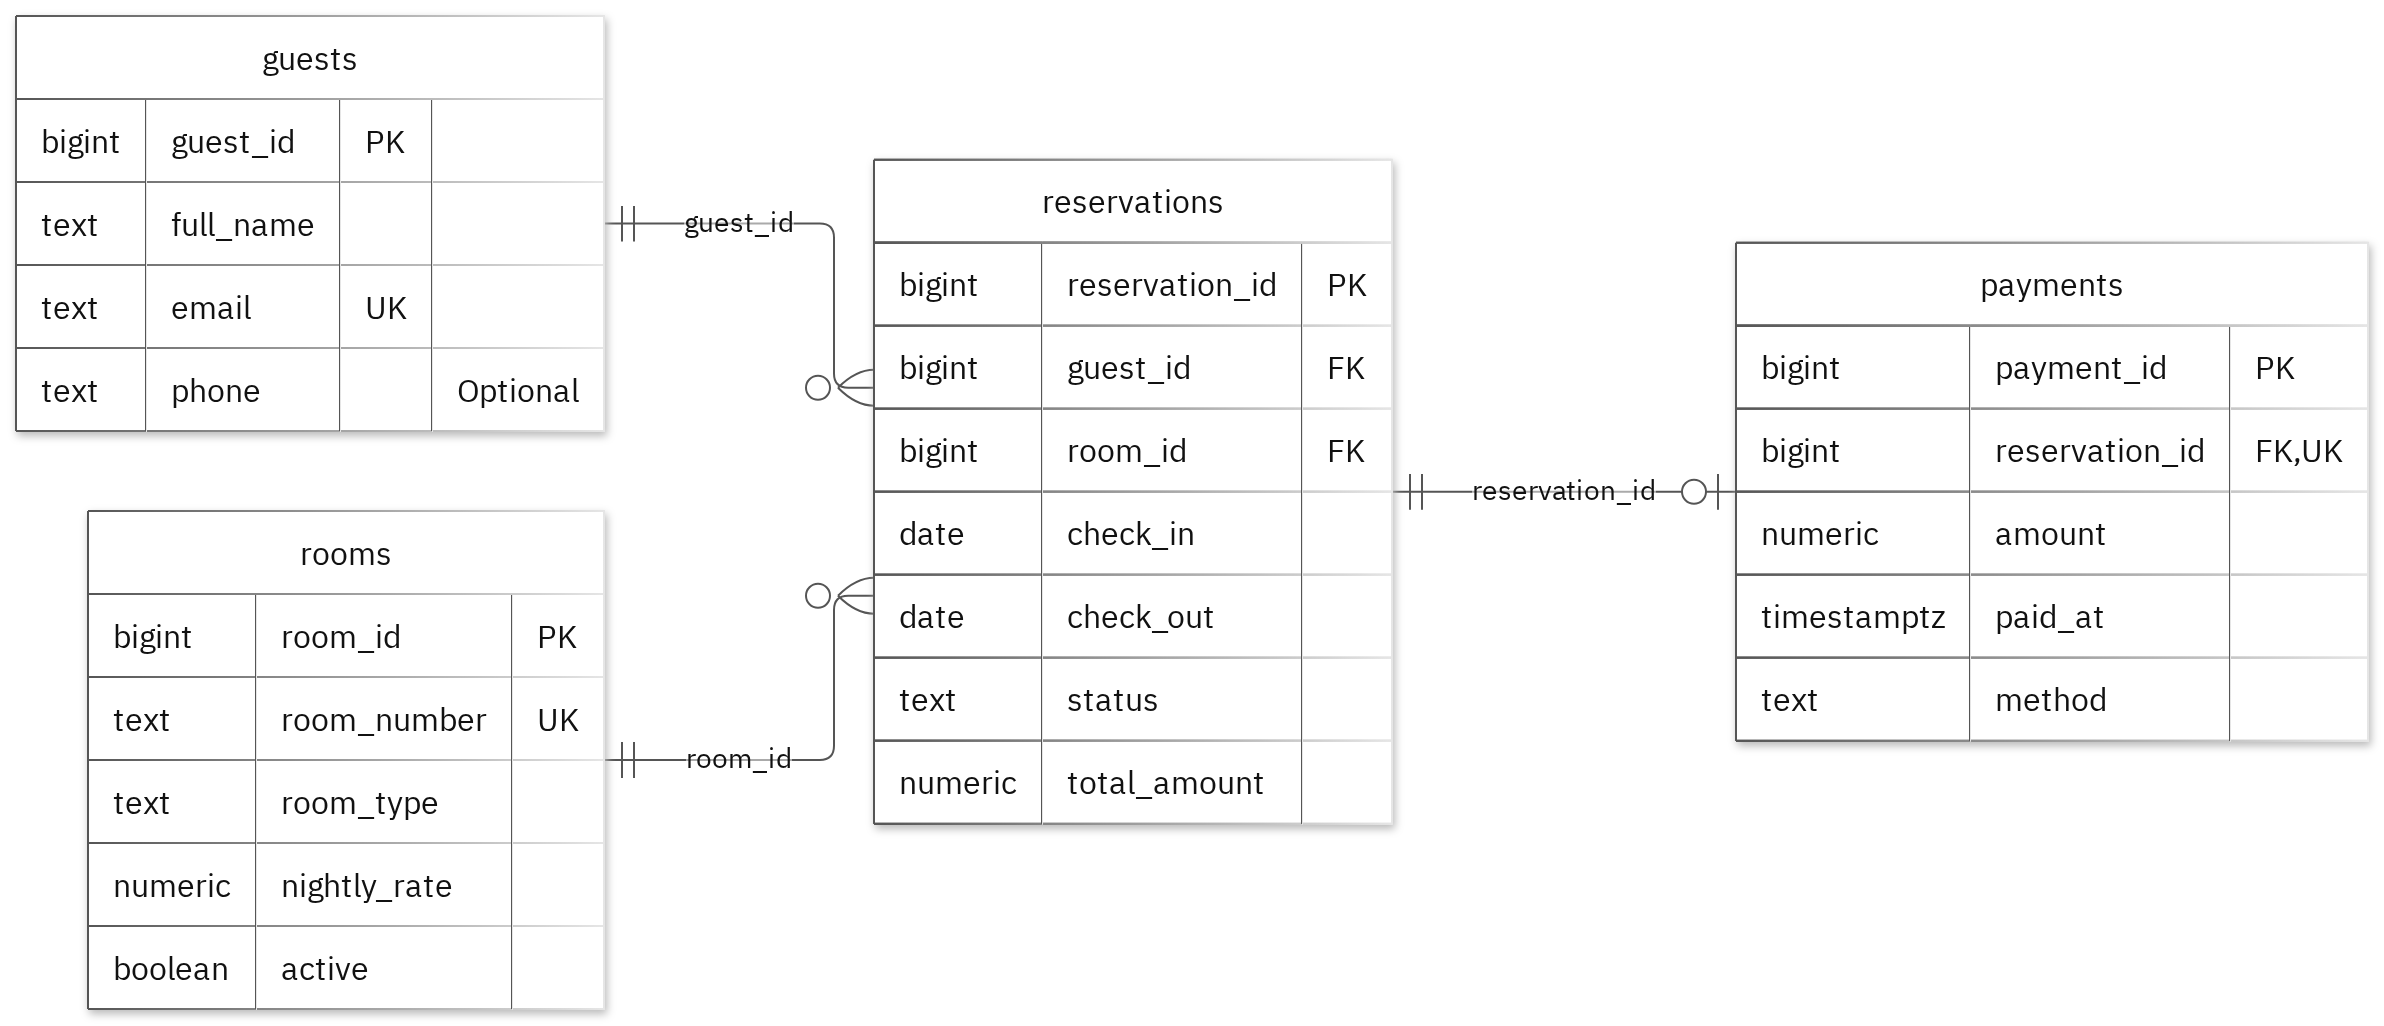 guests
bigint guest_id PK
text full_name
text email UK
text phone Optional
rooms
bigint room_id PK
text room_number UK
text room_type
numeric nightly_rate
boolean active
guest_id
room_id
reservations
bigint reservation_id PK
bigint guest_id FK
bigint room_id FK
date check_in
date check_out
text status
numeric total_amount
reservation_id
payments
bigint payment_id PK
bigint reservation_id FK,UK
numeric amount
timestamptz paid_at
text method